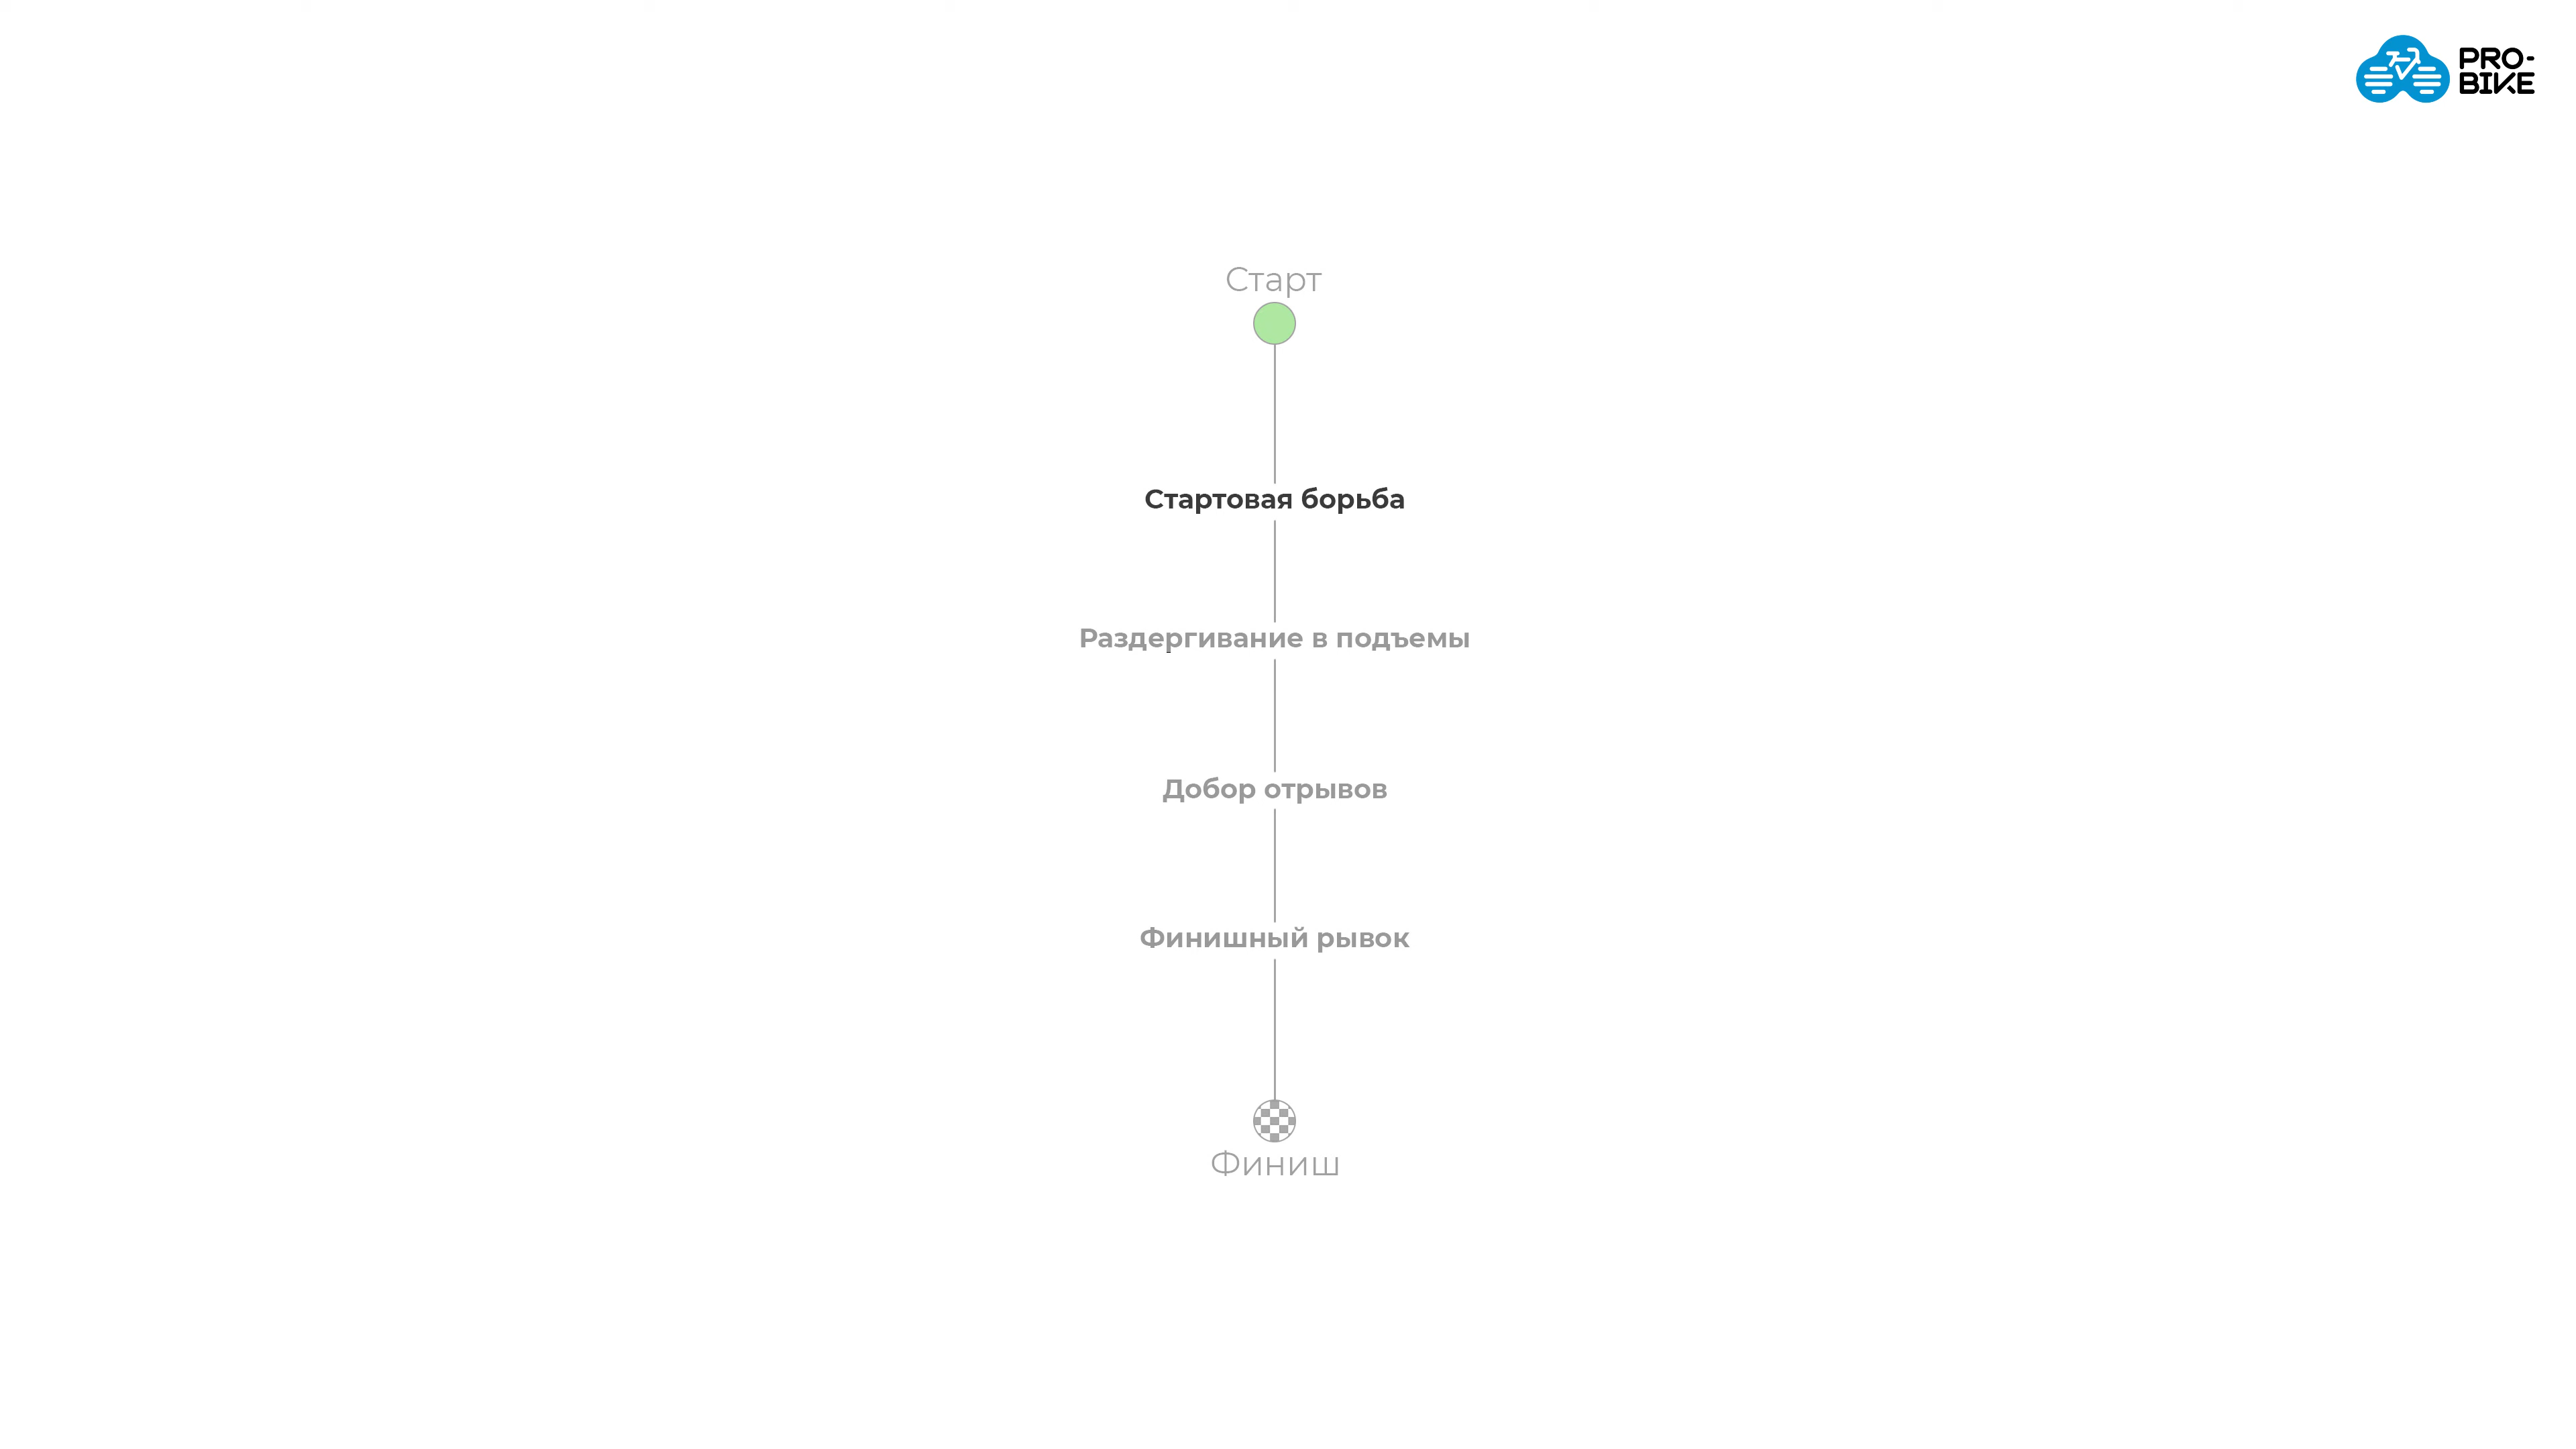 PRO-
BIKE
Старт
Стартовая борьба
Раздергивание в подъемы
Добор отрывов
Финишный рывок
Финиш